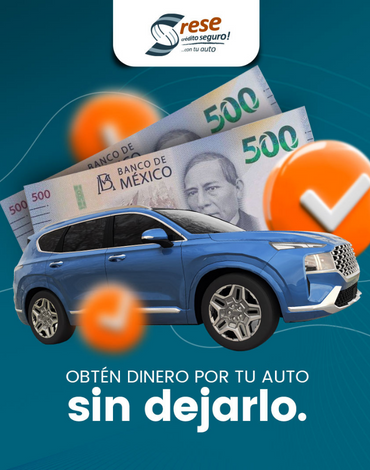 rese
crédito seguro!
...con tu auto
500
500
BANCO DE
500
500
BANCO DE
MÉXICO
OBTÉN DINERO POR TU AUTO
sin dejarlo.